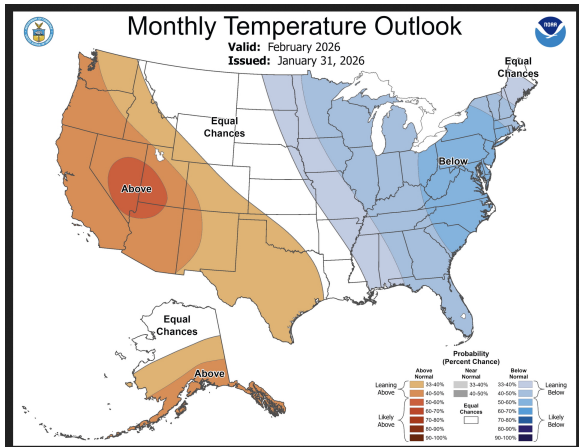 Monthly Temperature Outlook
Valid: February 2026
Issued: January 31, 2026
NOAA
Equal
Chances
Equal
Chances
Below
Above
Equal
Chances
Above
Probability
(Percent Chance)
Above
Normal
Near
Normal
Below
Normal
Leaning
Above
33-40%
40-50%
50-60%
60-70%
70-80%
80-90%
90-100%
Likely
Above
33-40%
40-50%
Equal
Chances
33-40%
40-50%
50-60%
60-70%
70-80%
80-90%
90-100%
Leaning
Below
Likely
Below